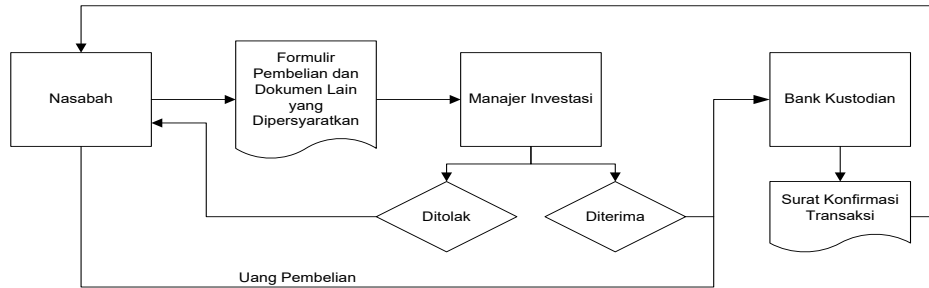 Nasabah
Formulir
Pembelian dan
Dokumen Lain
yang
Dipersyaratkan
Manajer Investasi
Bank Kustodian
Ditolak
Diterima
Surat Konfirmasi
Transaksi
Uang Pembelian